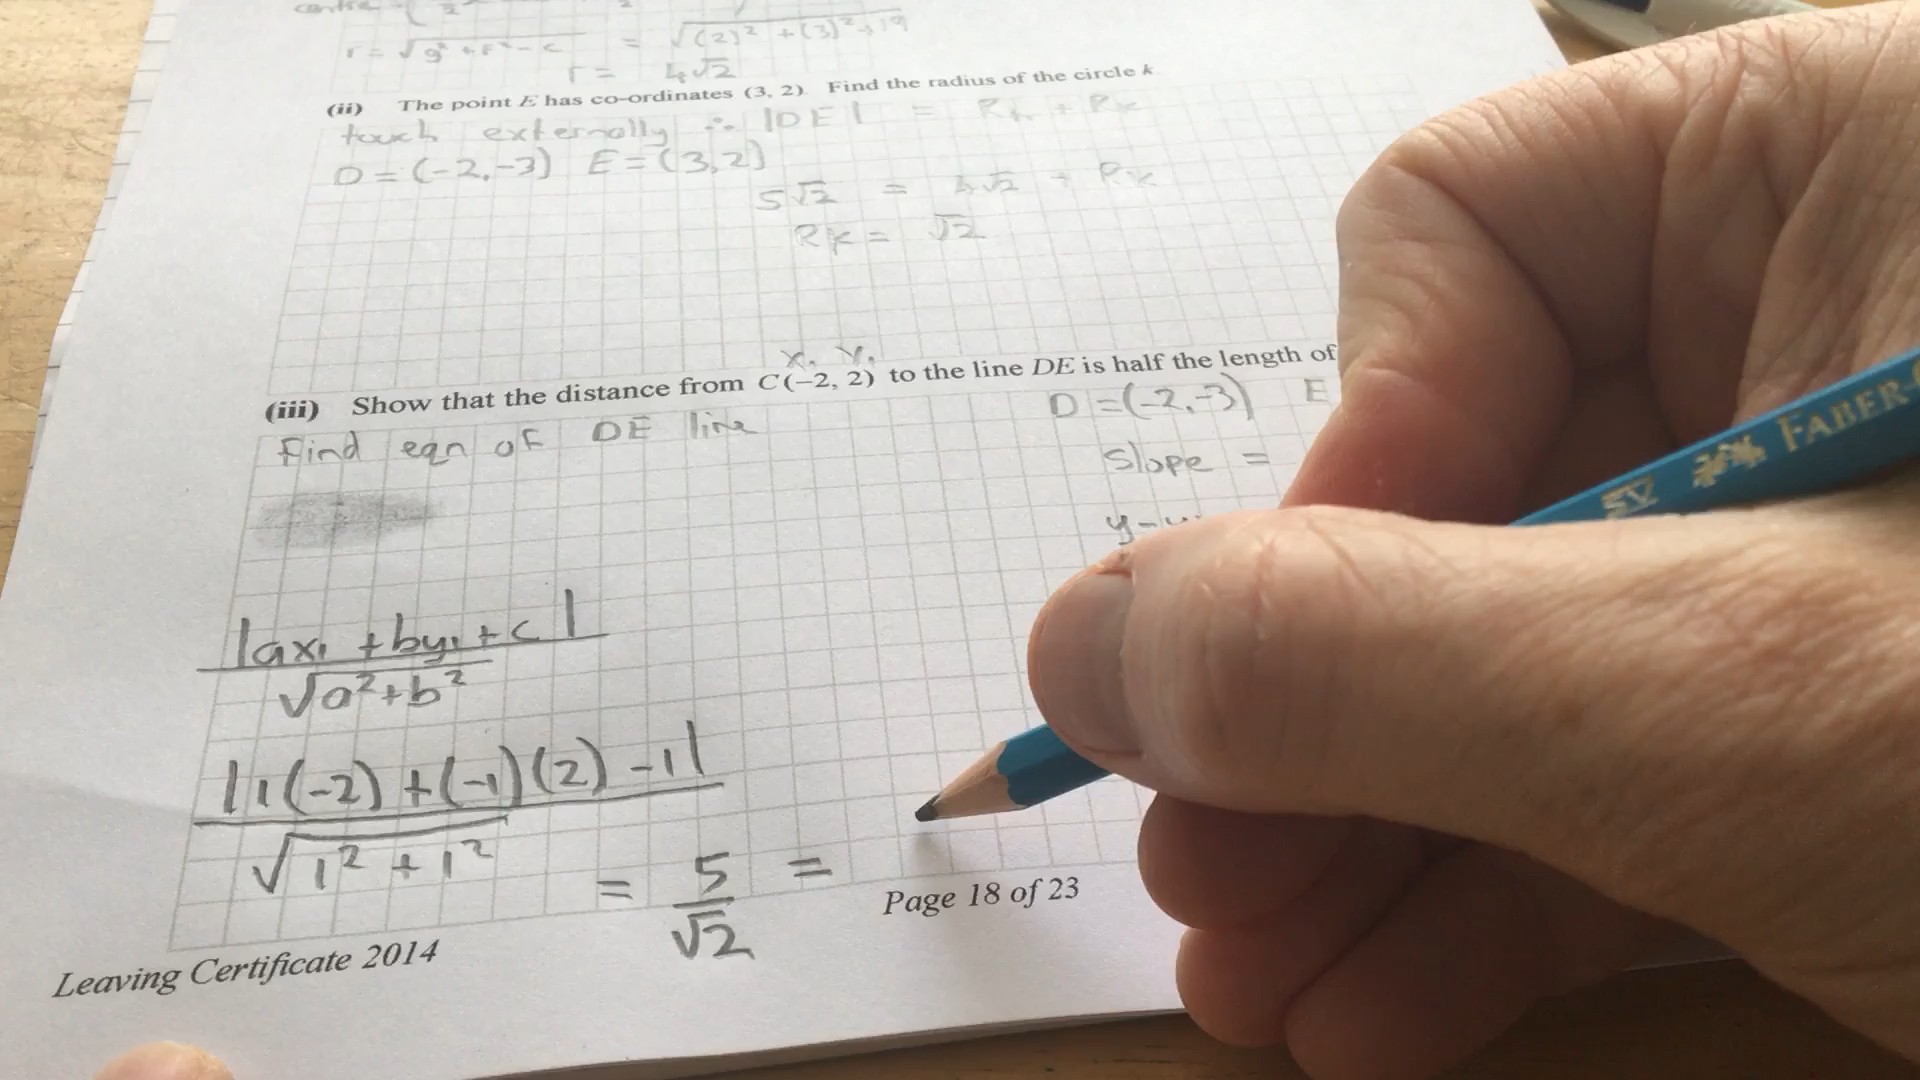 centre
r = √g² + f² - c = √(2)² + (3)² + 19
r = 4√2
(ii) The point E has co-ordinates (3, 2). Find the radius of the circle k.
touch externally ∴ |DE| = Rₕ + Rk
D = (-2,-3) E = (3,2)
5√2 = 4√2 + Rk
Rk = √2
x₁ y₁
(iii) Show that the distance from C(−2, 2) to the line DE is half the length of
Find eqn of DE line
D = (-2,-3) E
Slope =
y-y
|ax₁ + by₁ + c|
√a²+b²
|1(-2) + (-1)(2) -1|
√1² + 1² = 5/√2 =
Page 18 of 23
Leaving Certificate 2014
FABER-